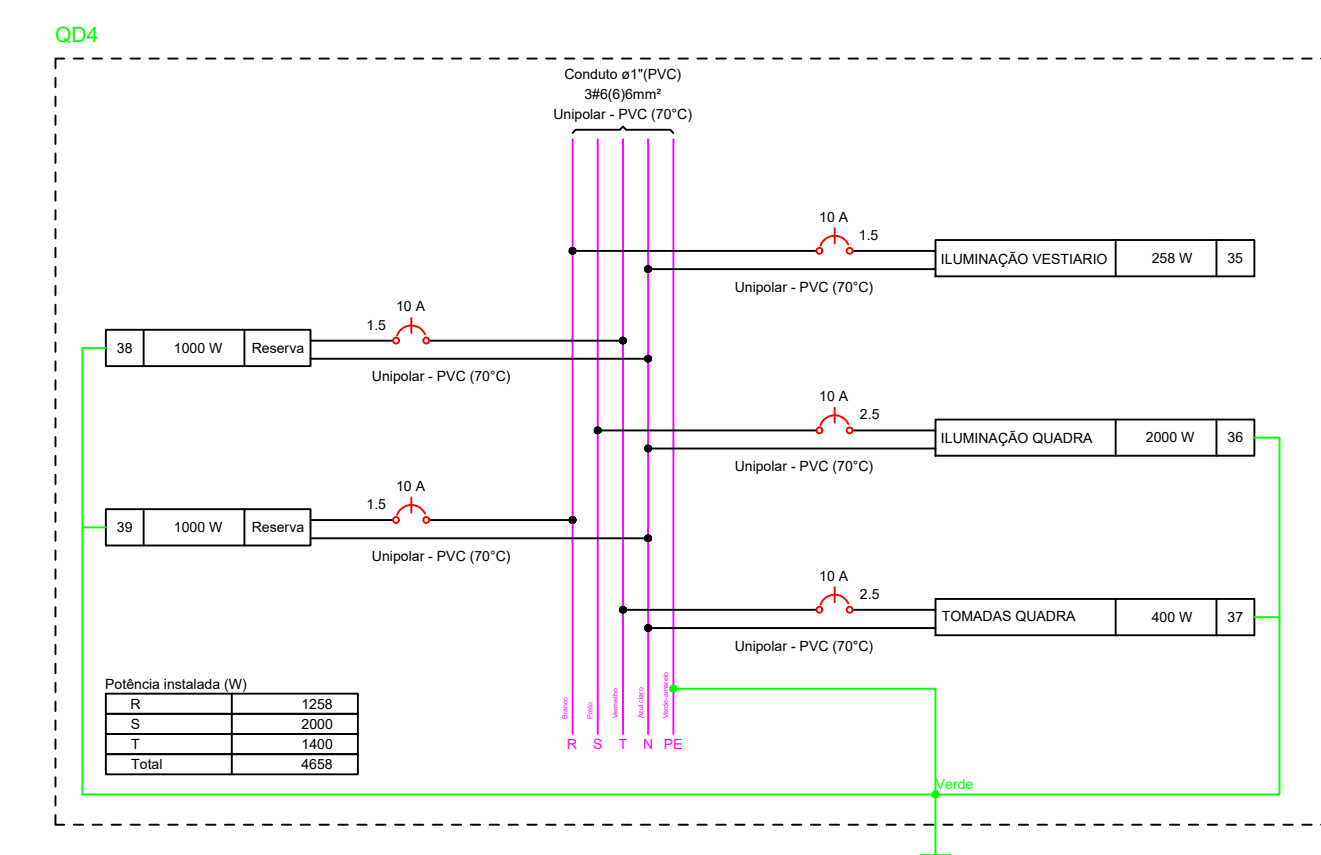 QD4
Conduto ø1"(PVC)
3#6(6)6mm²
Unipolar - PVC (70°C)
10 A
1.5
ILUMINAÇÃO VESTIARIO 258 W 35
Unipolar - PVC (70°C)
10 A
1.5
38 1000 W Reserva
Unipolar - PVC (70°C)
10 A
2.5
ILUMINAÇÃO QUADRA 2000 W 36
Unipolar - PVC (70°C)
10 A
1.5
39 1000 W Reserva
Unipolar - PVC (70°C)
10 A
2.5
TOMADAS QUADRA 400 W 37
Unipolar - PVC (70°C)
Potência instalada (W)
R 1258
S 2000
T 1400
Total 4658
Branco
Preto
Vermelho
Azul claro
Verde-amarelo
R S T N PE
Verde